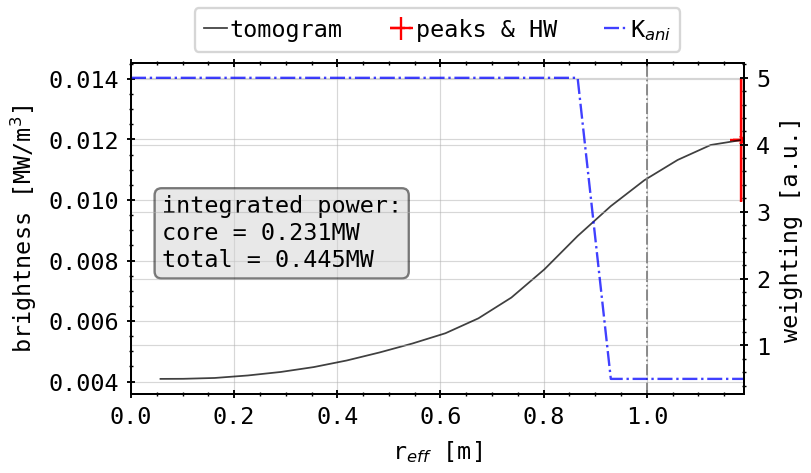 tomogram
peaks & HW
K_ani
brightness [MW/m³]
0.014
0.012
0.010
0.008
0.006
0.004
integrated power:
core = 0.231MW
total = 0.445MW
5
4
3
2
1
weighting [a.u.]
0.0
0.2
0.4
0.6
0.8
1.0
r_eff [m]